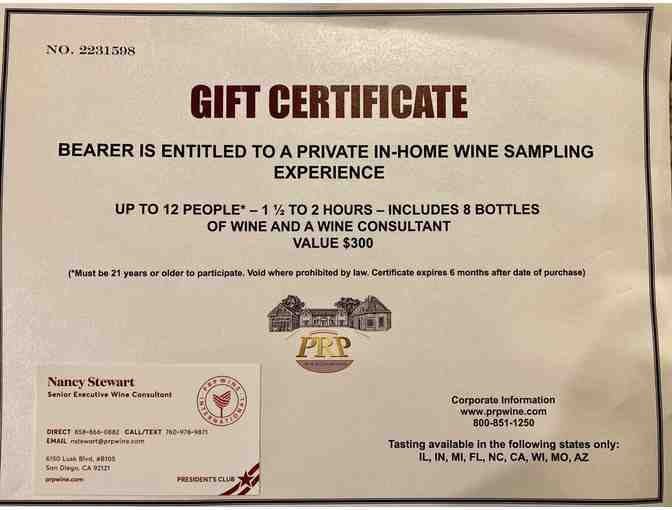 NO. 2231598
GIFT CERTIFICATE
BEARER IS ENTITLED TO A PRIVATE IN-HOME WINE SAMPLING
EXPERIENCE
UP TO 12 PEOPLE* – 1 ½ TO 2 HOURS – INCLUDES 8 BOTTLES
OF WINE AND A WINE CONSULTANT
VALUE $300
(*Must be 21 years or older to participate. Void where prohibited by law. Certificate expires 6 months after date of purchase)
PRP
Nancy Stewart
Senior Executive Wine Consultant
PRP WINE INTERNATIONAL
DIRECT 858-866-0882 CALL/TEXT 760-978-9871
EMAIL nstewart@prpwine.com
6150 Lusk Blvd, #B105
San Diego, CA 92121
prpwine.com
PRESIDENT'S CLUB
Corporate Information
www.prpwine.com
800-851-1250
Tasting available in the following states only:
IL, IN, MI, FL, NC, CA, WI, MO, AZ